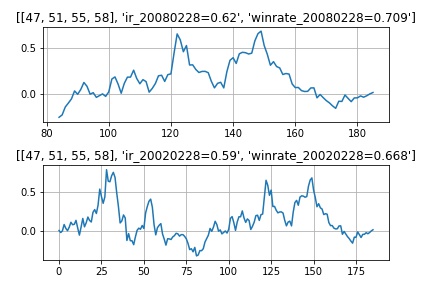 [[47, 51, 55, 58], 'ir_20080228=0.62', 'winrate_20080228=0.709']
0.5
0.0
80 100 120 140 160 180
[[47, 51, 55, 58], 'ir_20020228=0.59', 'winrate_20020228=0.668']
0.5
0.0
0 25 50 75 100 125 150 175